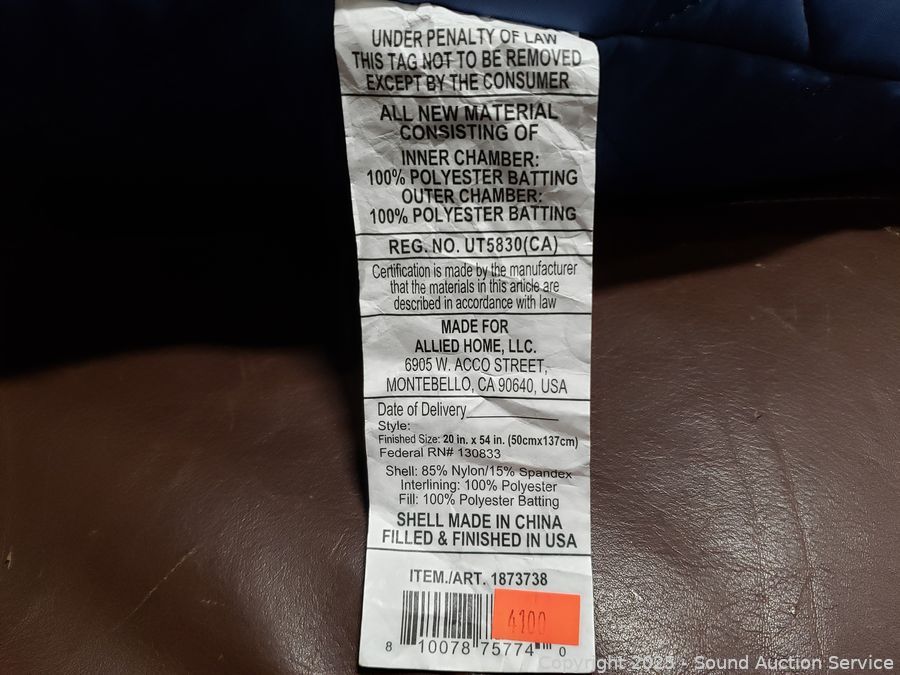 UNDER PENALTY OF LAW
THIS TAG NOT TO BE REMOVED
EXCEPT BY THE CONSUMER
ALL NEW MATERIAL
CONSISTING OF
INNER CHAMBER:
100% POLYESTER BATTING
OUTER CHAMBER:
100% POLYESTER BATTING
REG. NO. UT5830(CA)
Certification is made by the manufacturer
that the materials in this article are
described in accordance with law
MADE FOR
ALLIED HOME, LLC.
6905 W. ACCO STREET,
MONTEBELLO, CA 90640, USA
Date of Delivery
Style:
Finished Size: 20 in. x 54 in. (50cmx137cm)
Federal RN# 130833
Shell: 85% Nylon/15% Spandex
Interlining: 100% Polyester
Fill: 100% Polyester Batting
SHELL MADE IN CHINA
FILLED & FINISHED IN USA
ITEM./ART. 1873738
4100
8 10078 75774 0
Copyright 2025 - Sound Auction Service